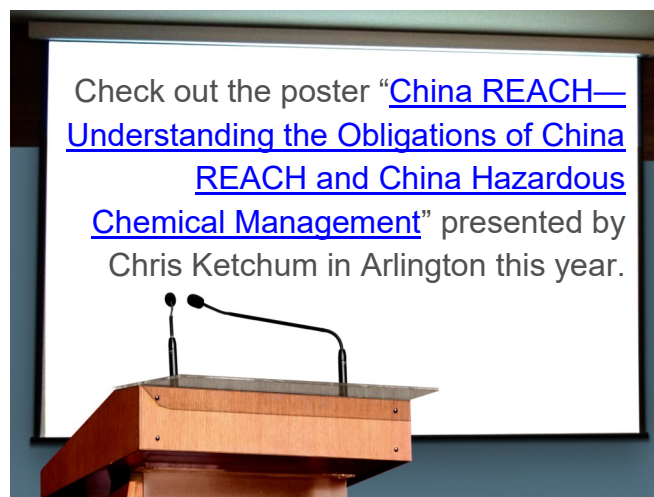 Check out the poster “China REACH—
Understanding the Obligations of China
REACH and China Hazardous
Chemical Management” presented by
Chris Ketchum in Arlington this year.